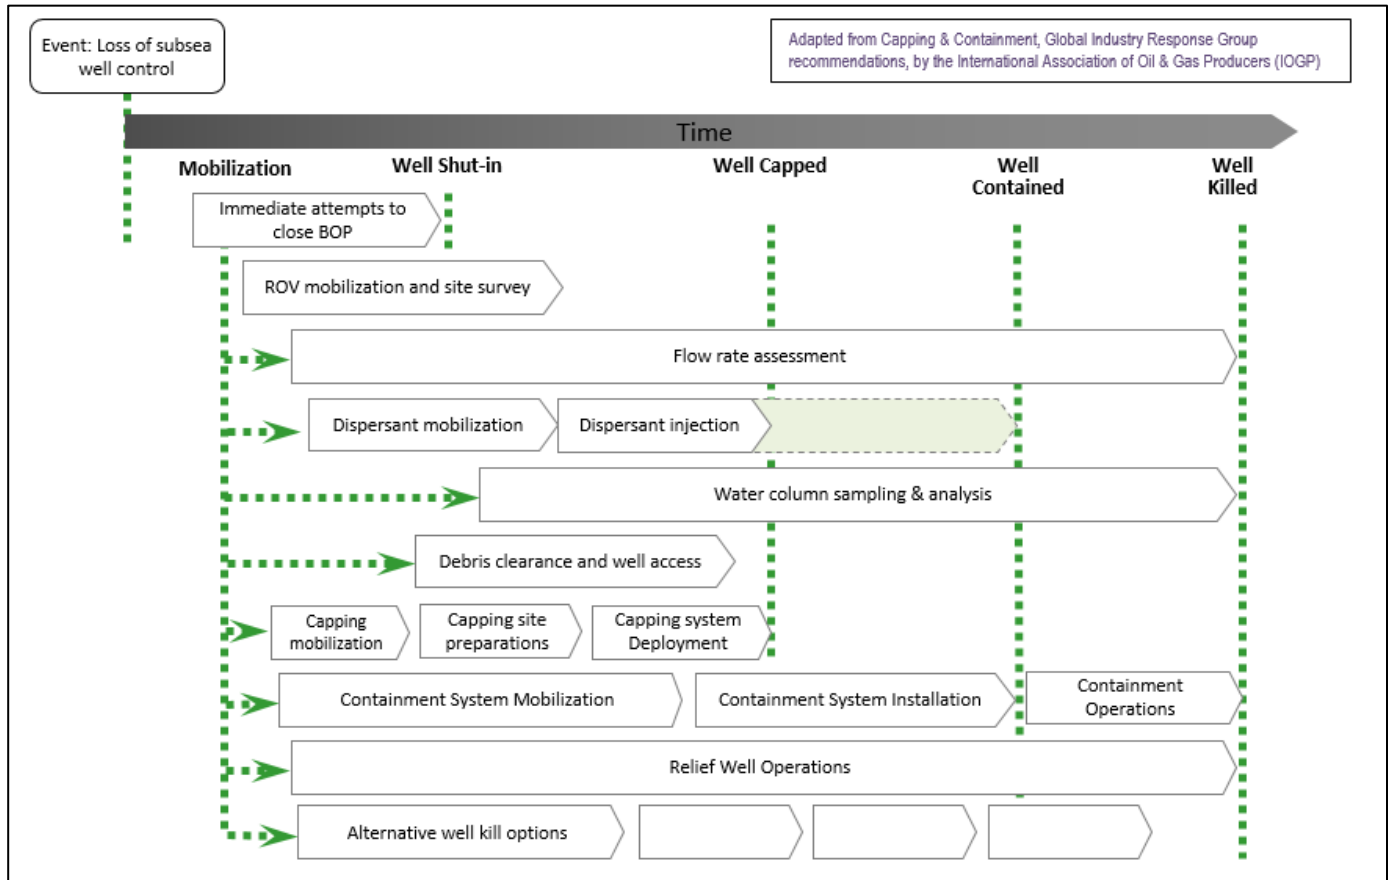 Event: Loss of subsea
well control
Adapted from Capping & Containment, Global Industry Response Group
recommendations, by the International Association of Oil & Gas Producers (IOGP)
Time
Mobilization
Well Shut-in
Well Capped
Well
Contained
Well
Killed
Immediate attempts to
close BOP
ROV mobilization and site survey
Flow rate assessment
Dispersant mobilization
Dispersant injection
Water column sampling & analysis
Debris clearance and well access
Capping
mobilization
Capping site
preparations
Capping system
Deployment
Containment System Mobilization
Containment System Installation
Containment
Operations
Relief Well Operations
Alternative well kill options